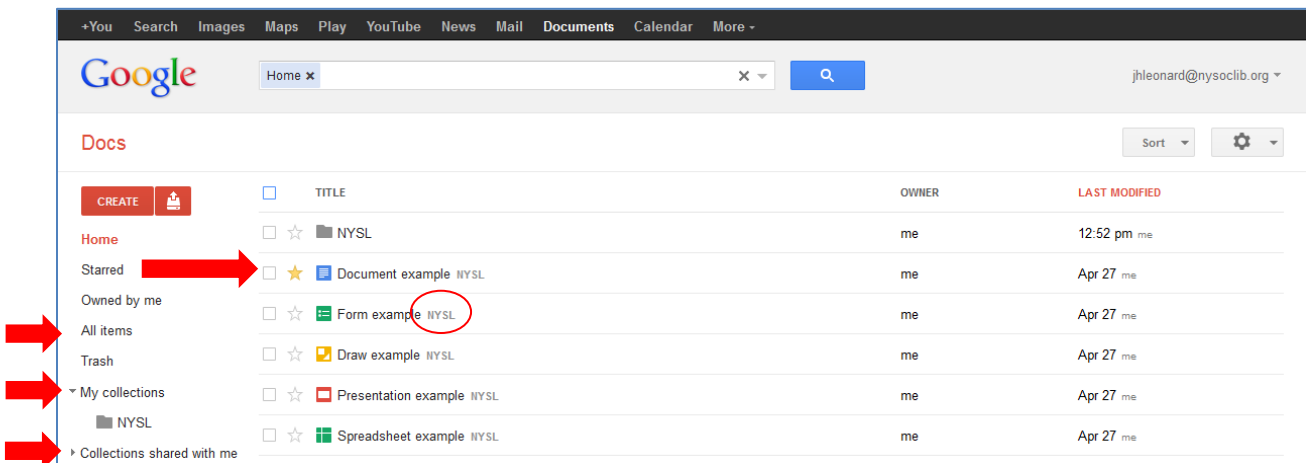 +You Search Images Maps Play YouTube News Mail Documents Calendar More
Google Home jhleonard@nysoclib.org
Docs Sort
CREATE TITLE OWNER LAST MODIFIED
Home NYSL me 12:52 pm me
Starred Document example NYSL me Apr 27 me
Owned by me Form example NYSL me Apr 27 me
All items
Trash Draw example NYSL me Apr 27 me
My collections Presentation example NYSL me Apr 27 me
NYSL Spreadsheet example NYSL me Apr 27 me
Collections shared with me